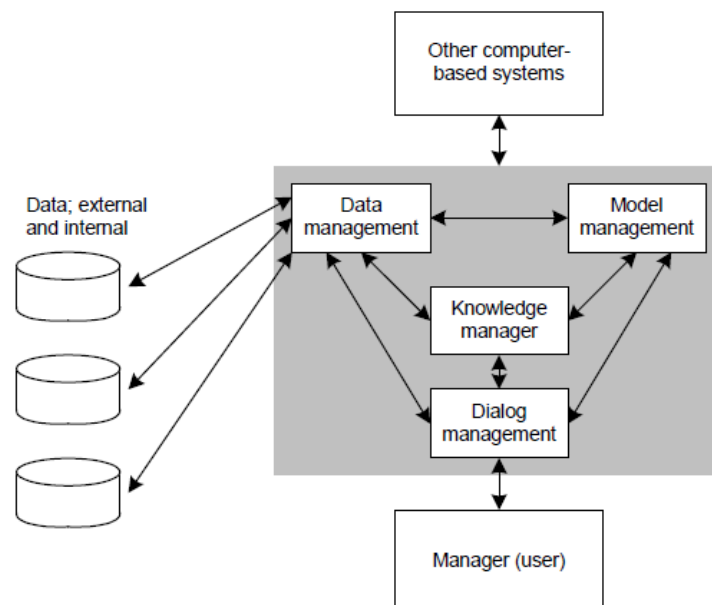 Other computer-
based systems
Data; external
and internal
Data
management
Model
management
Knowledge
manager
Dialog
management
Manager (user)